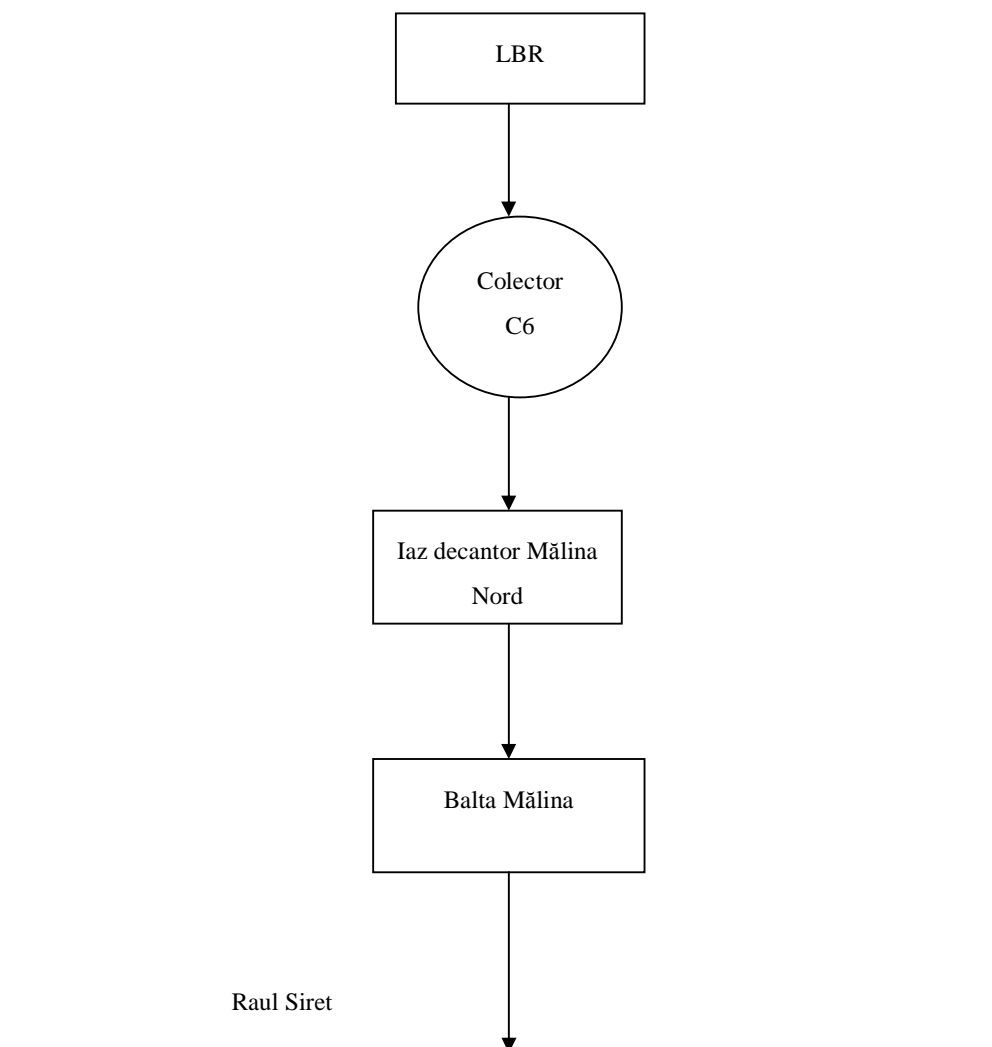 LBR
Colector
C6
Iaz decantor Mălina
Nord
Balta Mălina
Raul Siret